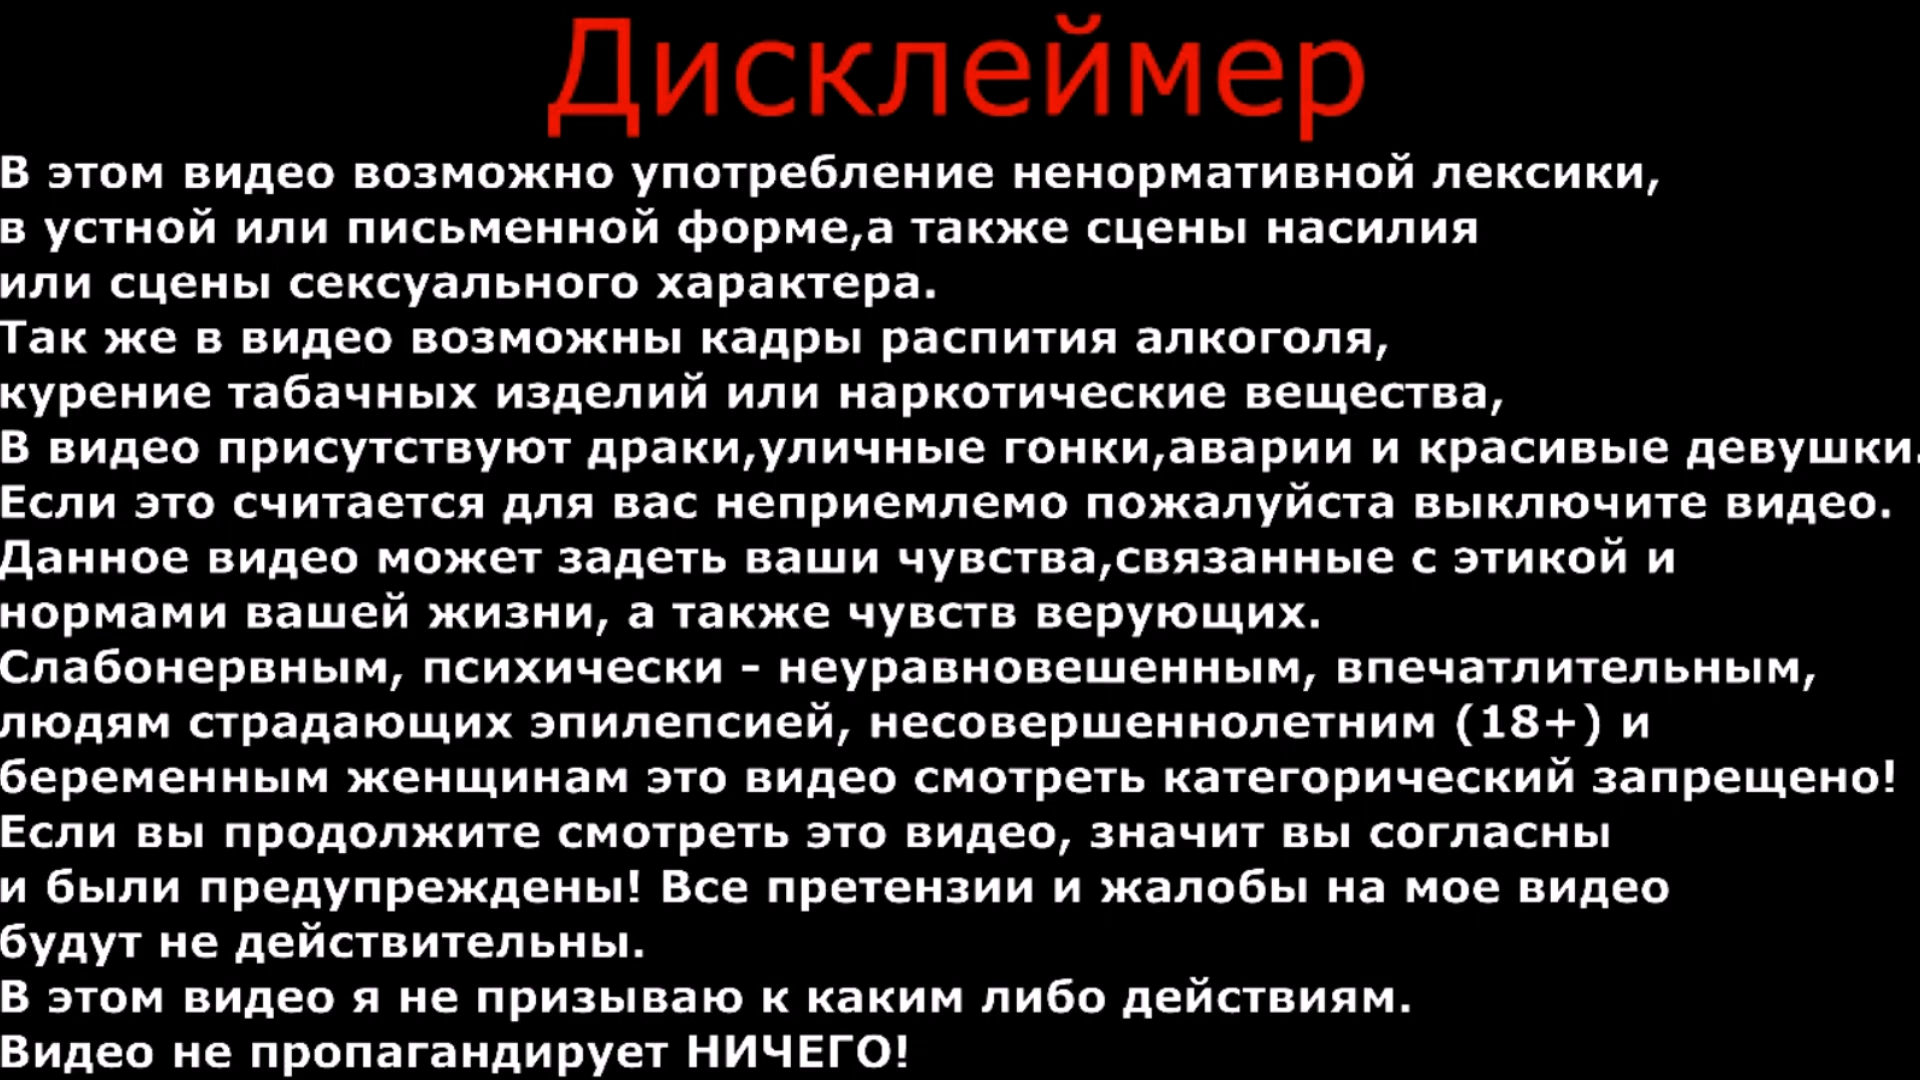 Дисклеймер
В этом видео возможно употребление ненормативной лексики,
в устной или письменной форме,а также сцены насилия
или сцены сексуального характера.
Так же в видео возможны кадры распития алкоголя,
курение табачных изделий или наркотические вещества,
В видео присутствуют драки,уличные гонки,аварии и красивые девушки.
Если это считается для вас неприемлемо пожалуйста выключите видео.
Данное видео может задеть ваши чувства,связанные с этикой и
нормами вашей жизни, а также чувств верующих.
Слабонервным, психически - неуравновешенным, впечатлительным,
людям страдающих эпилепсией, несовершеннолетним (18+) и
беременным женщинам это видео смотреть категорический запрещено!
Если вы продолжите смотреть это видео, значит вы согласны
и были предупреждены! Все претензии и жалобы на мое видео
будут не действительны.
В этом видео я не призываю к каким либо действиям.
Видео не пропагандирует НИЧЕГО!